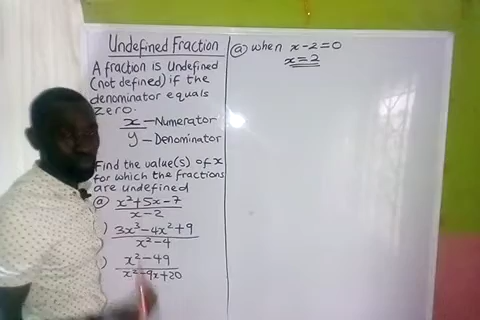 Undefined Fraction
A fraction is Undefined
(not defined) if the
denominator equals
zero.
x — Numerator
y — Denominator
Find the value(s) of x
for which the fractions
are undefined
ⓐ x²+5x-7
x-2
) 3x³-4x²+9
x²-4
) x²-49
x²-9x+20
ⓐ when x-2=0
x=2